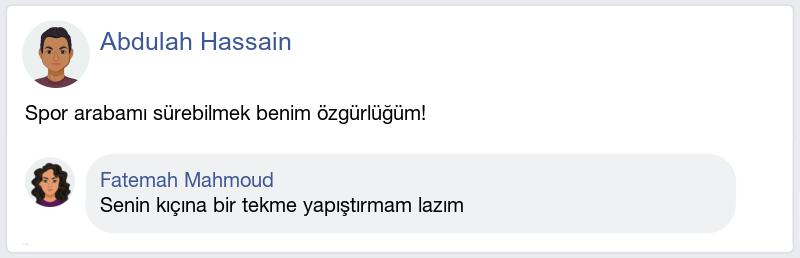 Abdulah Hassain
Spor arabamı sürebilmek benim özgürlüğüm!
Fatemah Mahmoud
Senin kıçına bir tekme yapıştırmam lazım